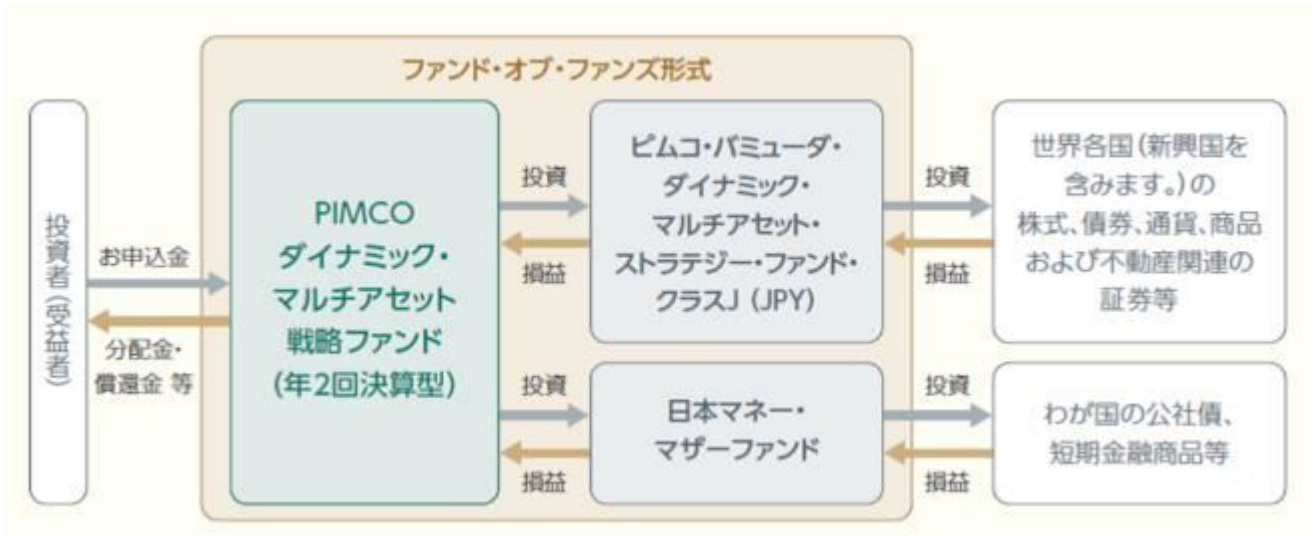 ファンド・オブ・ファンズ形式
投資者(受益者)
お申込金
分配金・
償還金 等
PIMCO
ダイナミック・
マルチアセット
戦略ファンド
(年2回決算型)
投資
損益
ピムコ・バミューダ・
ダイナミック・
マルチアセット・
ストラテジー・ファンド・
クラスJ (JPY)
投資
損益
世界各国(新興国を
含みます。)の
株式、債券、通貨、商品
および不動産関連の
証券等
投資
損益
日本マネー・
マザーファンド
投資
損益
わが国の公社債、
短期金融商品等